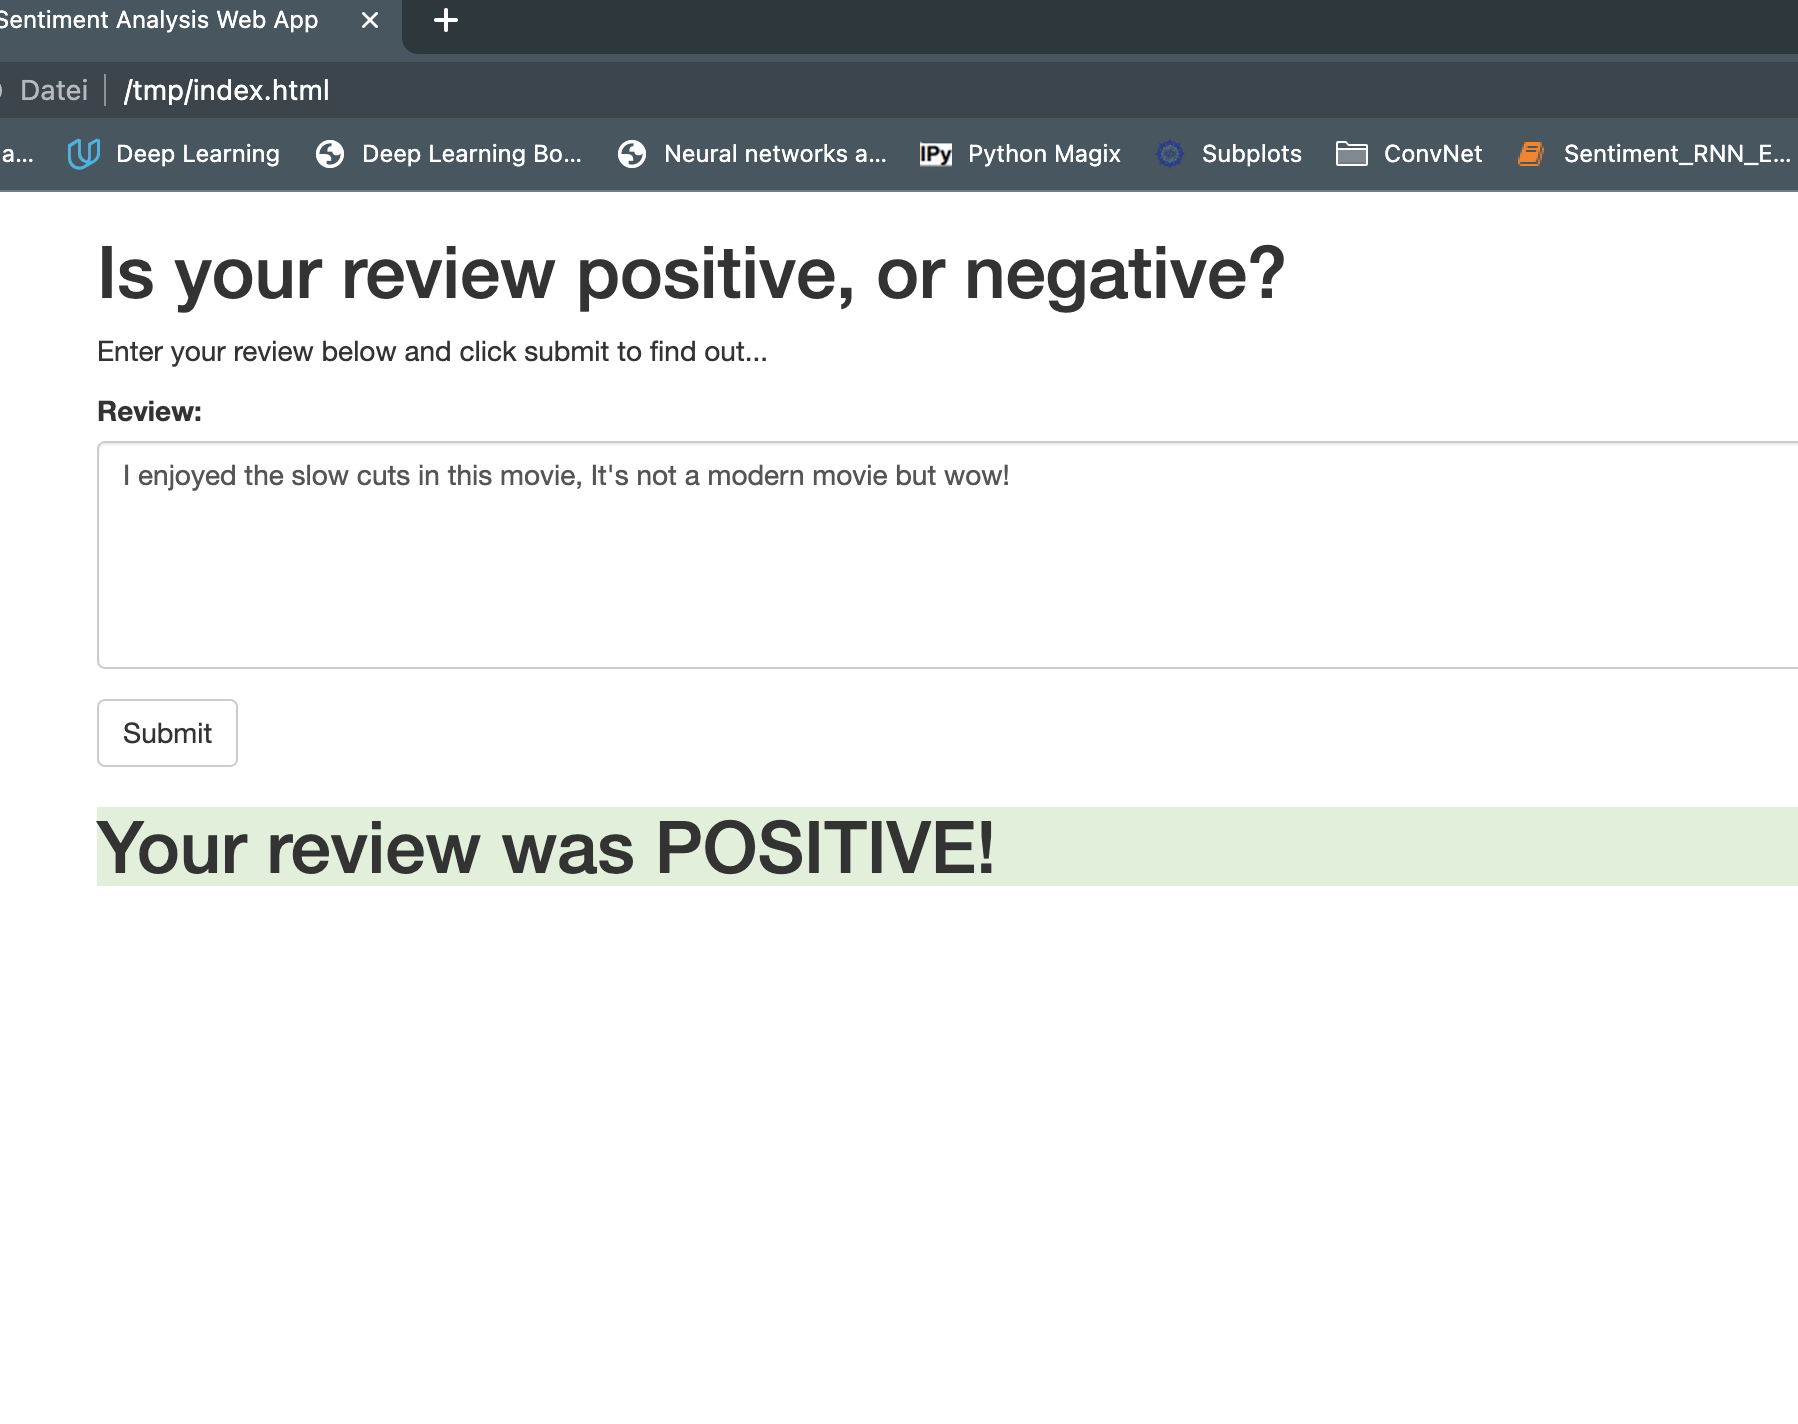 Sentiment Analysis Web App
Datei /tmp/index.html
a... Deep Learning Deep Learning Bo... Neural networks a... IPy Python Magix Subplots ConvNet Sentiment_RNN_E...
Is your review positive, or negative?
Enter your review below and click submit to find out...
Review:
I enjoyed the slow cuts in this movie, It's not a modern movie but wow!
Submit
Your review was POSITIVE!